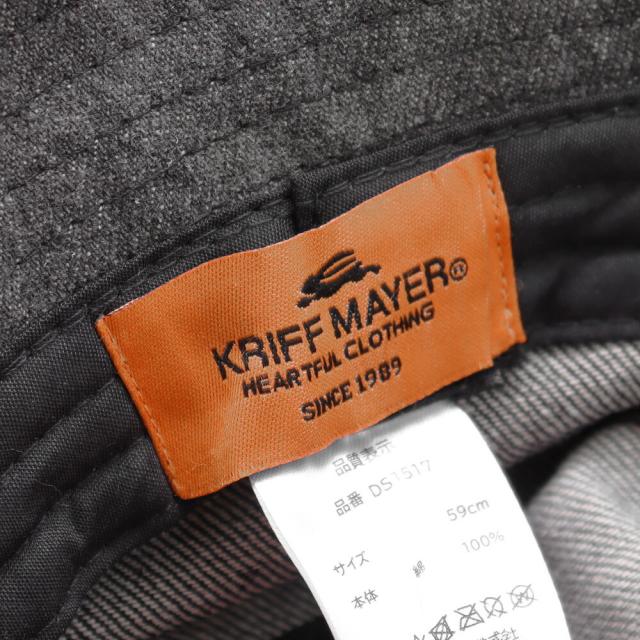 KRIFF MAYER®
HEARTFUL CLOTHING
SINCE 1989
品質表示
品番 DS1517
サイズ 59cm
本体 綿 100%